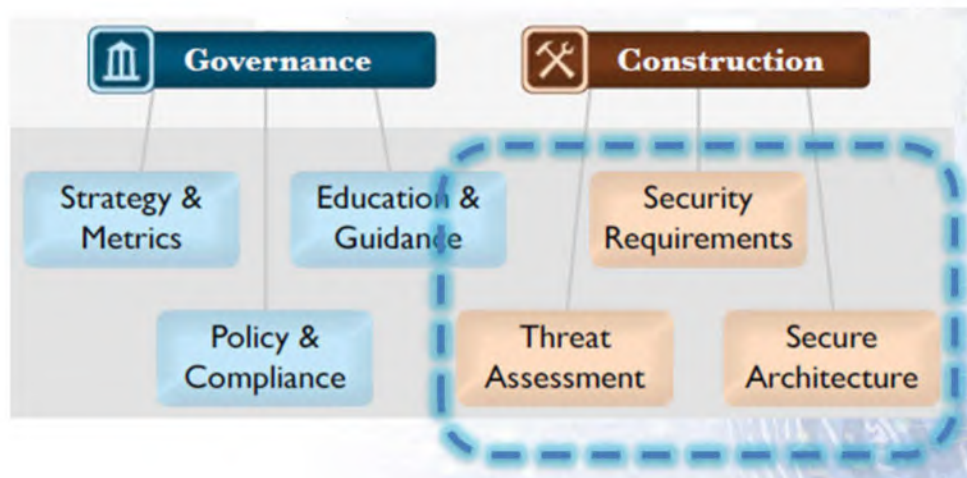 Governance
Construction
Strategy &
Metrics
Education &
Guidance
Security
Requirements
Policy &
Compliance
Threat
Assessment
Secure
Architecture